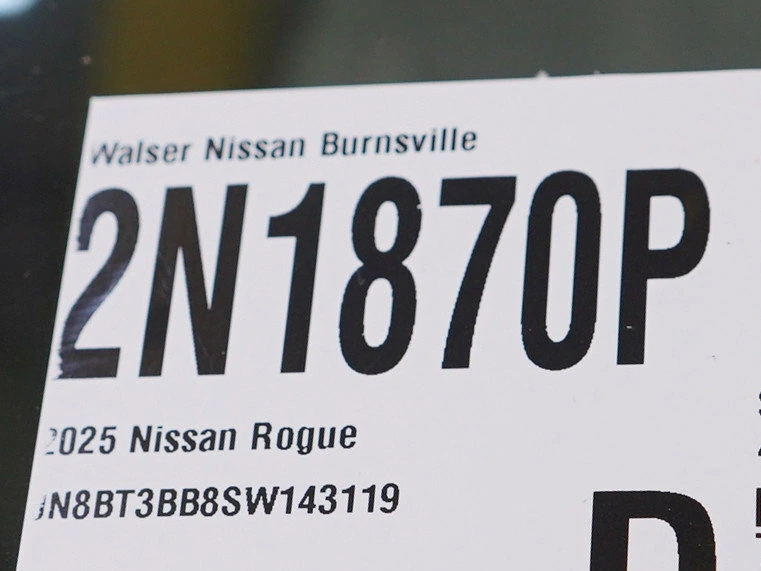 Walser Nissan Burnsville
2N1870P
2025 Nissan Rogue
JN8BT3BB8SW143119
D